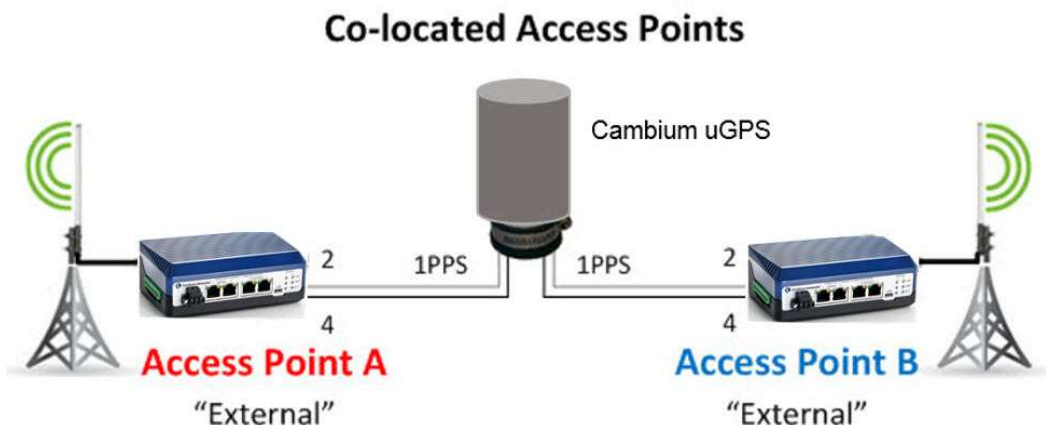 Co-located Access Points
Cambium uGPS
2
1PPS
1PPS
2
4
4
Access Point A
Access Point B
“External”
“External”